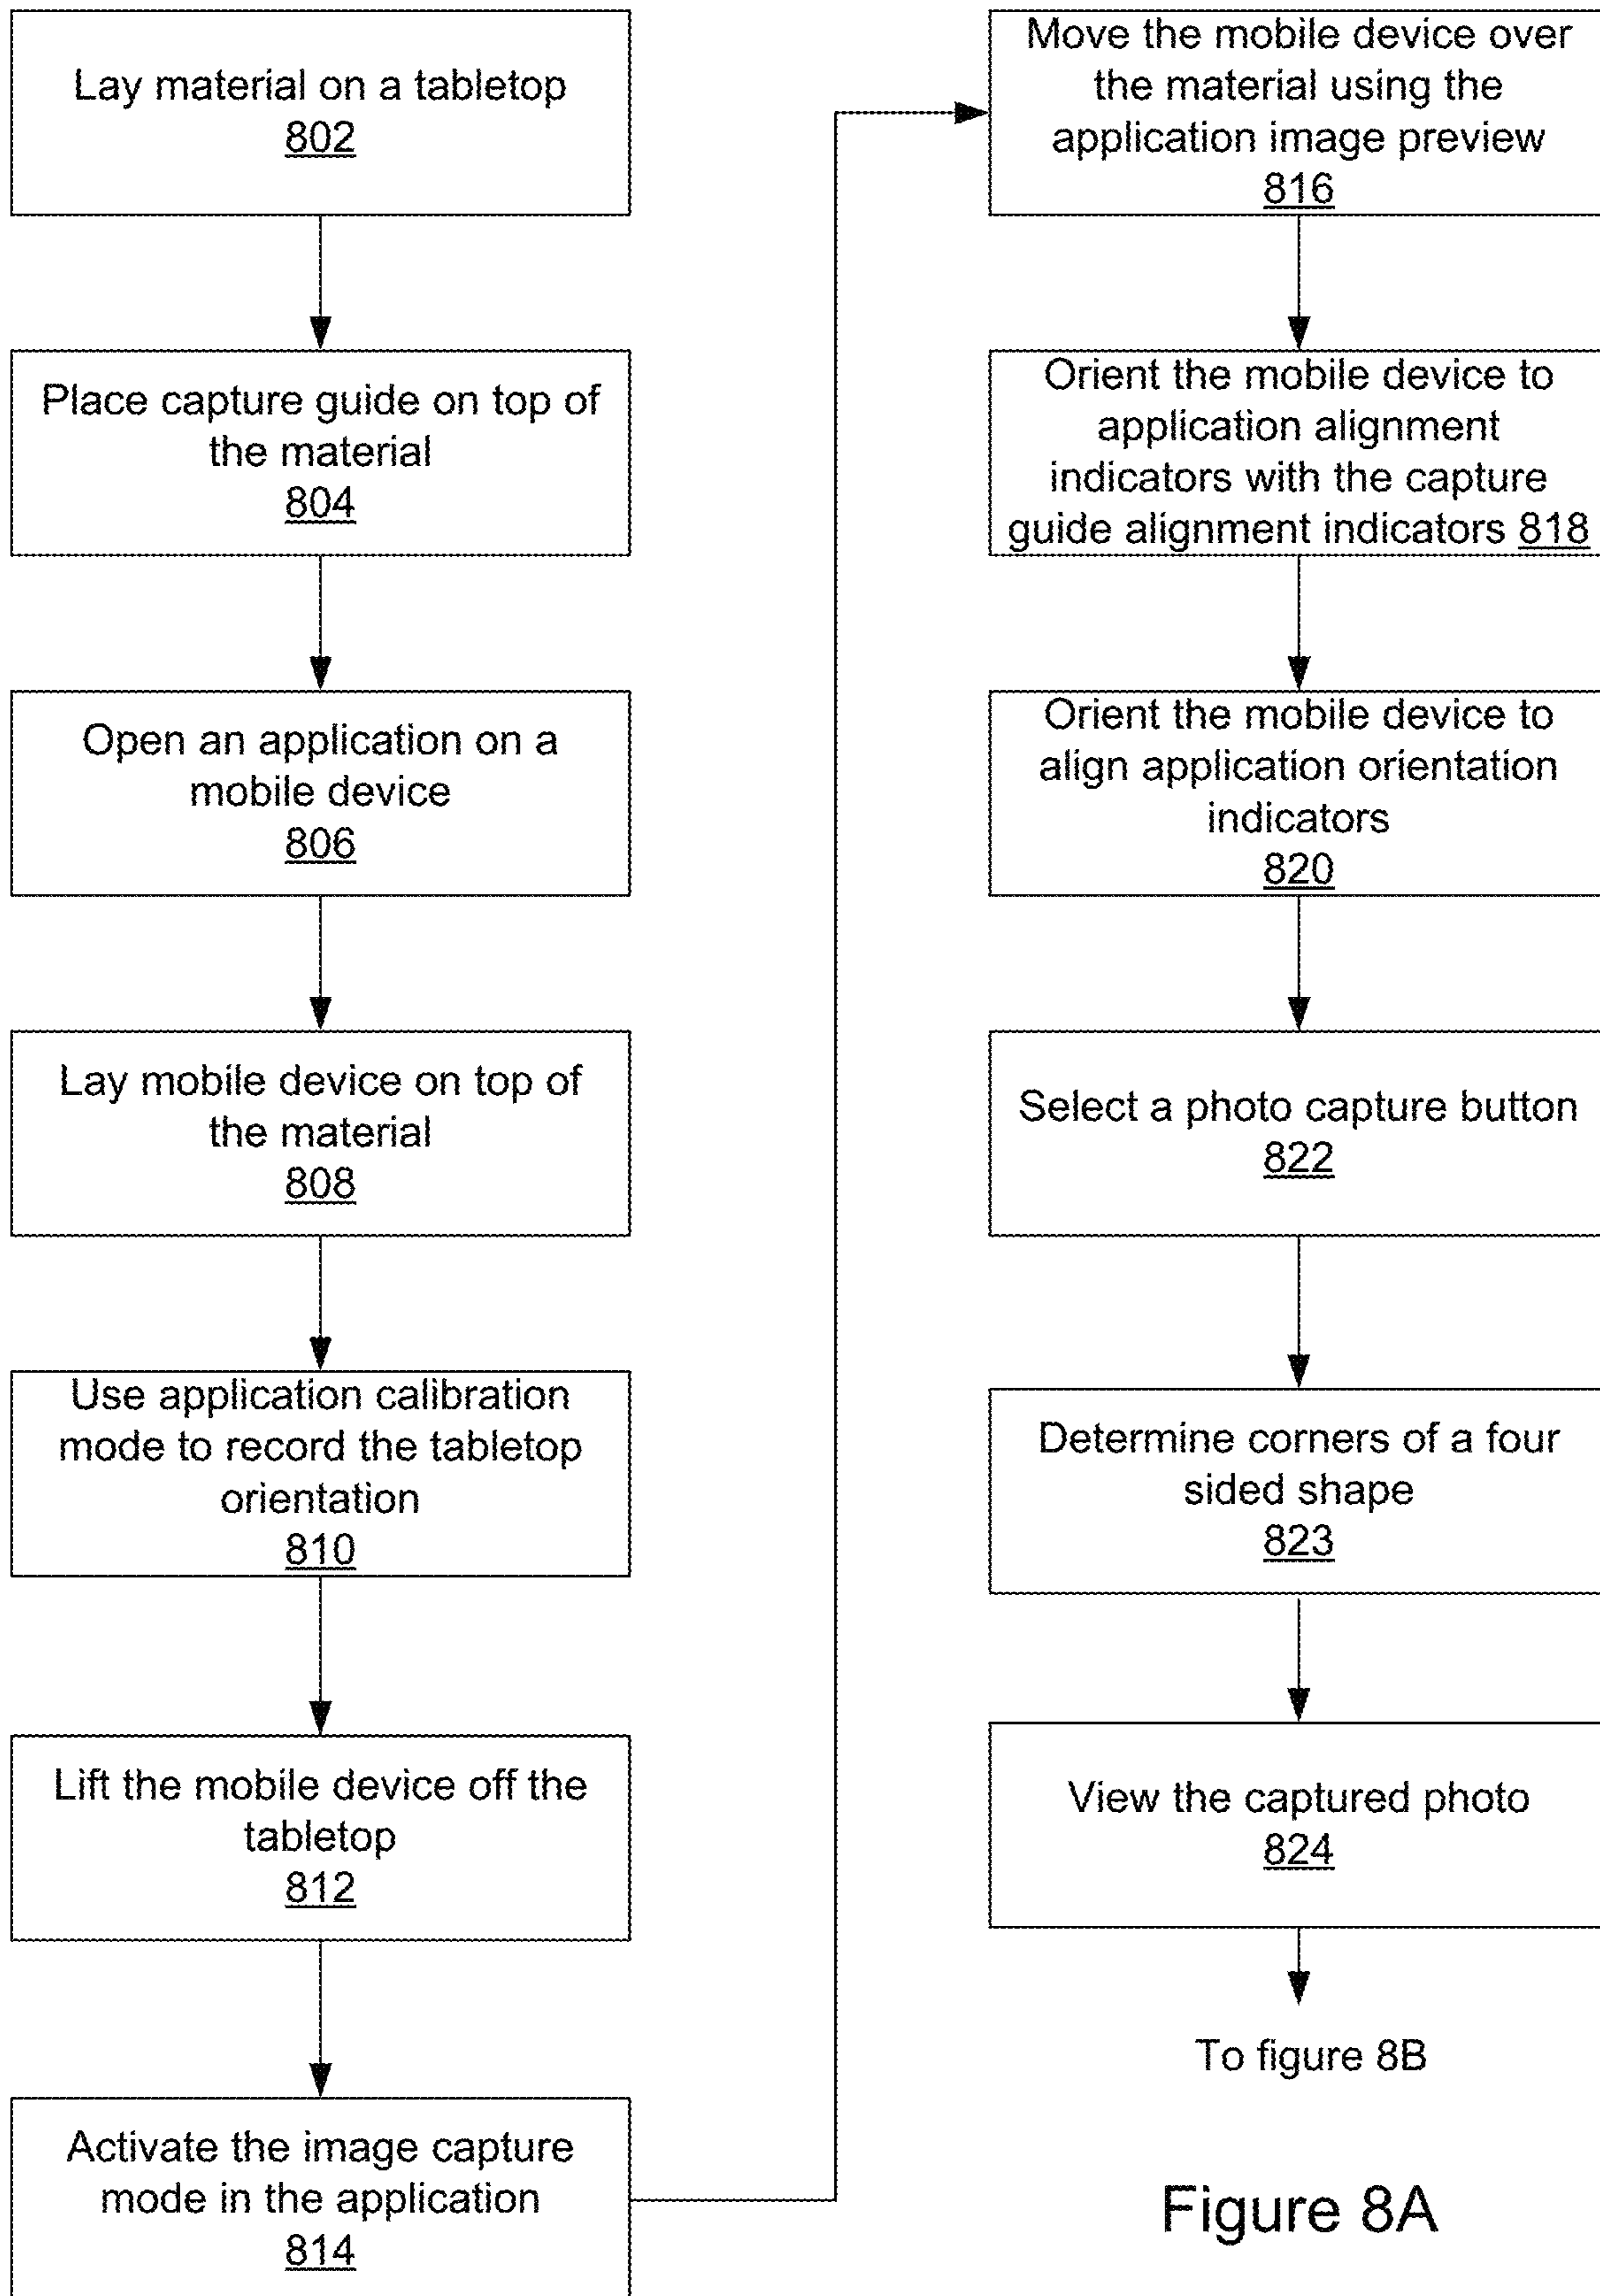 Lay material on a tabletop
802
Place capture guide on top of
the material
804
Open an application on a
mobile device
806
Lay mobile device on top of
the material
808
Use application calibration
mode to record the tabletop
orientation
810
Lift the mobile device off the
tabletop
812
Activate the image capture
mode in the application
814
Move the mobile device over
the material using the
application image preview
816
Orient the mobile device to
application alignment
indicators with the capture
guide alignment indicators 818
Orient the mobile device to
align application orientation
indicators
820
Select a photo capture button
822
Determine corners of a four
sided shape
823
View the captured photo
824
To figure 8B
Figure 8A